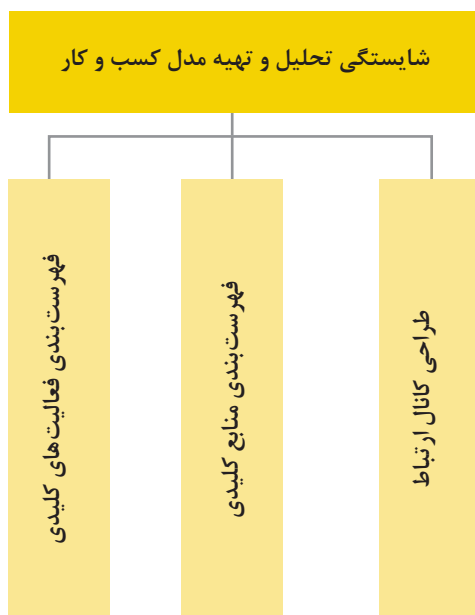 شایستگی تحلیل و تهیه مدل کسب و کار
طراحی کانال ارتباط
فهرست‌بندی منابع کلیدی
فهرست‌بندی فعالیت‌های کلیدی